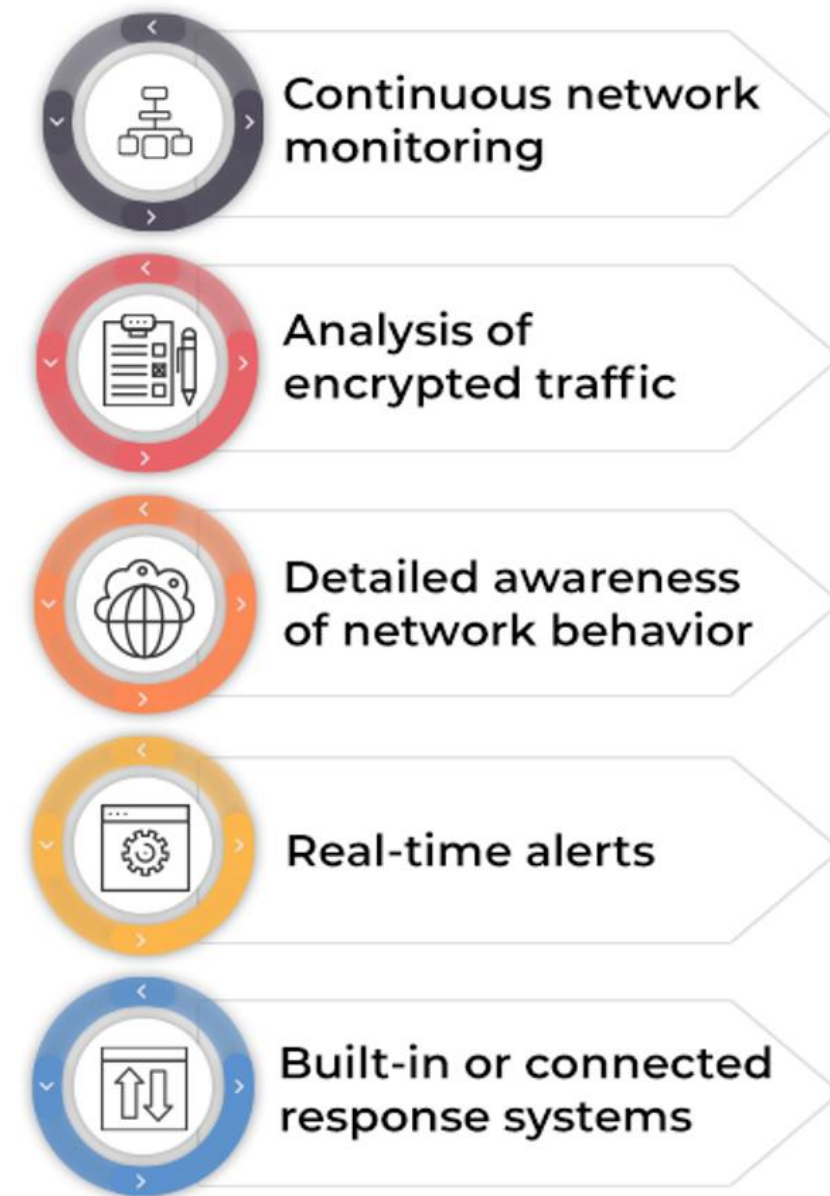 Continuous network
monitoring
Analysis of
encrypted traffic
Detailed awareness
of network behavior
Real-time alerts
Built-in or connected
response systems